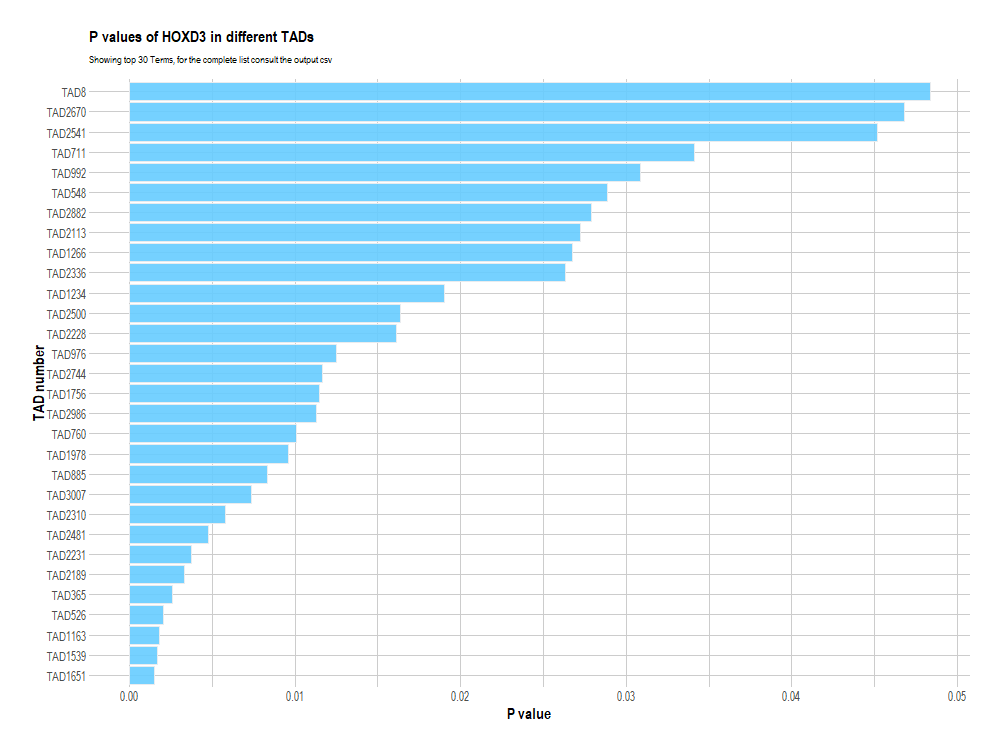 P values of HOXD3 in different TADs
Showing top 30 Terms, for the complete list consult the output csv
TAD8
TAD2670
TAD2541
TAD711
TAD992
TAD548
TAD2882
TAD2113
TAD1266
TAD2336
TAD1234
TAD2500
TAD2228
TAD976
TAD2744
TAD1756
TAD2986
TAD760
TAD1978
TAD885
TAD3007
TAD2310
TAD2481
TAD2231
TAD2189
TAD365
TAD526
TAD1163
TAD1539
TAD1651
TAD number
0.00 0.01 0.02 0.03 0.04 0.05
P value